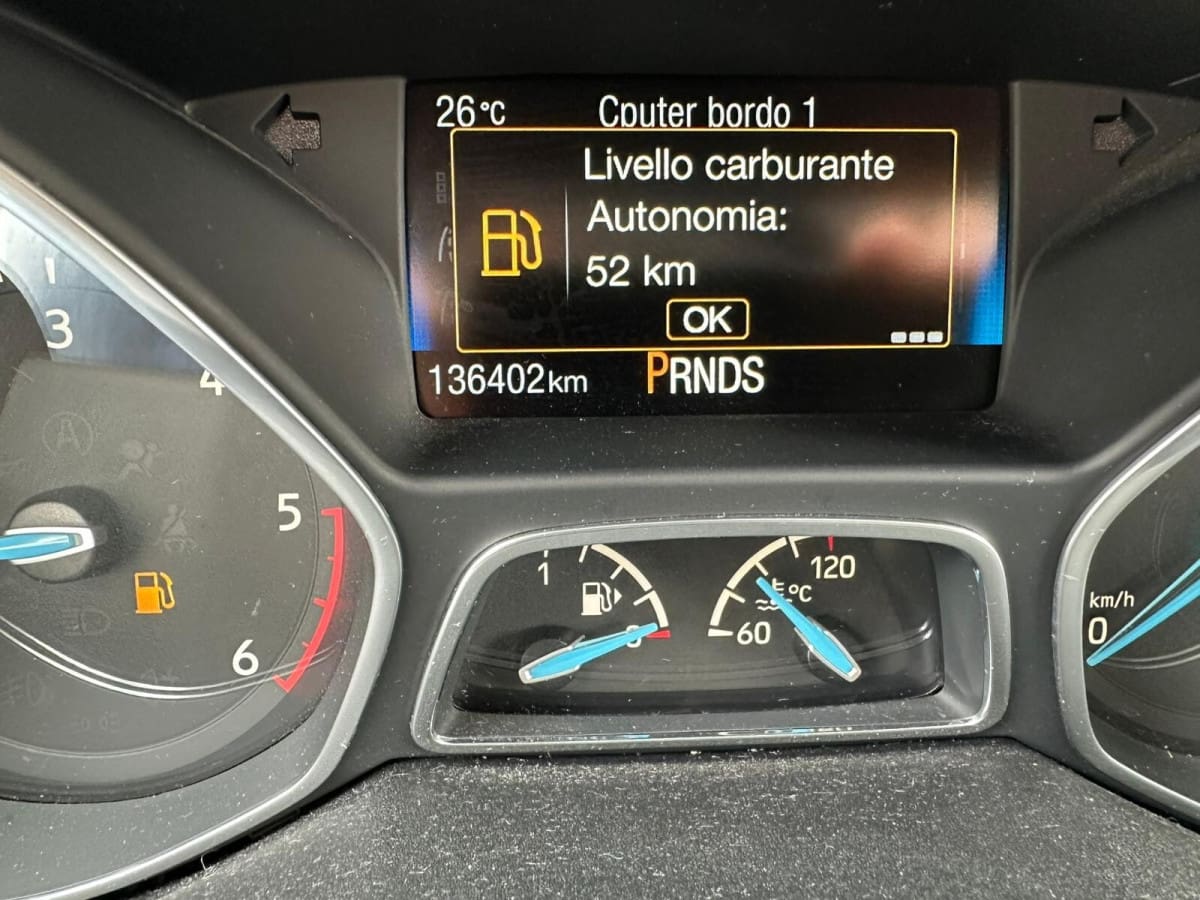 26°C
Cputer bordo 1
Livello carburante
Autonomia:
52 km
OK
136402km
PRNDS
3
4
5
6
1
0
°C
60
120
km/h
0